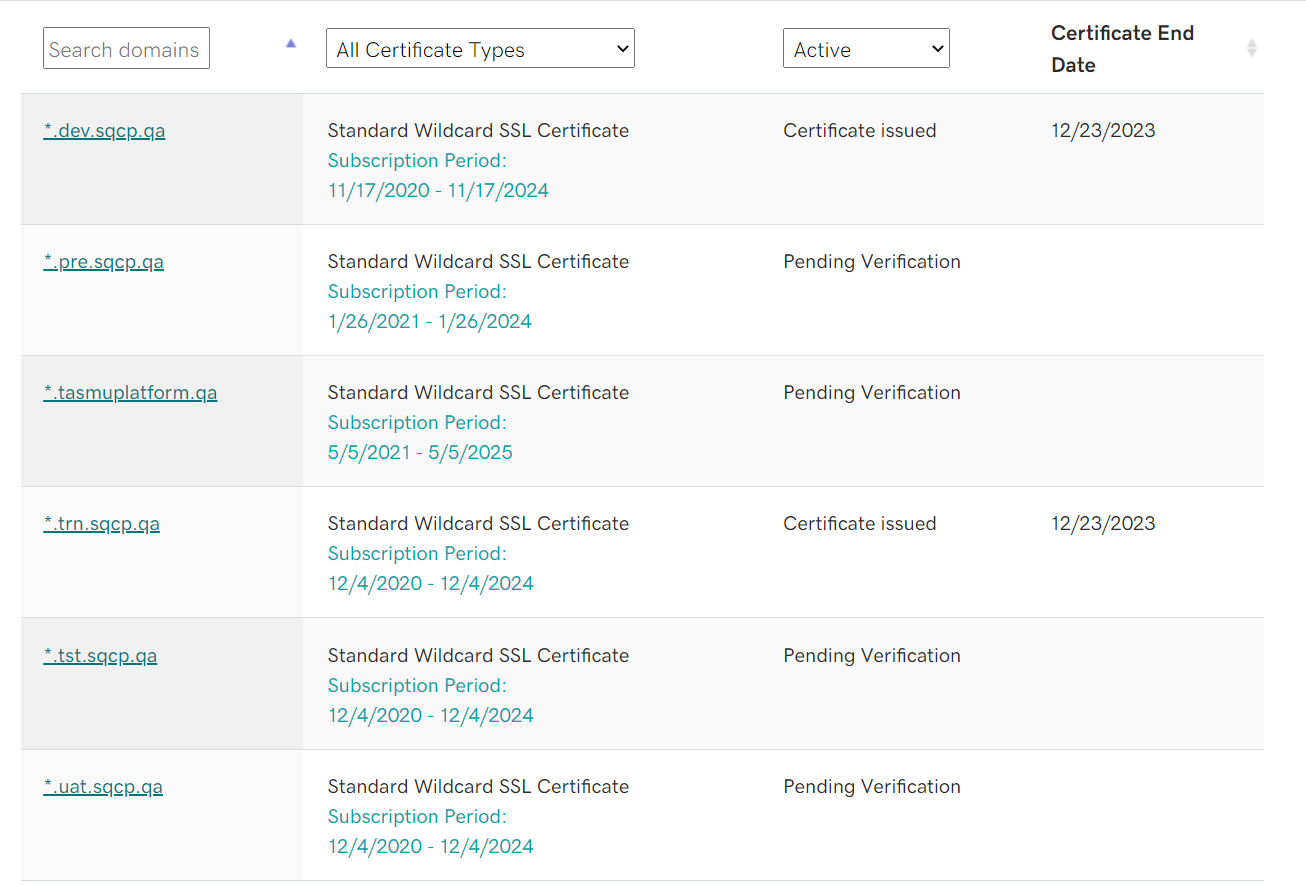 Search domains
All Certificate Types
Active
Certificate End
Date
*.dev.sqcp.qa
Standard Wildcard SSL Certificate
Certificate issued
12/23/2023
Subscription Period:
11/17/2020 - 11/17/2024
*.pre.sqcp.qa
Standard Wildcard SSL Certificate
Pending Verification
Subscription Period:
1/26/2021 - 1/26/2024
*.tasmuplatform.qa
Standard Wildcard SSL Certificate
Pending Verification
Subscription Period:
5/5/2021 - 5/5/2025
*.trn.sqcp.qa
Standard Wildcard SSL Certificate
Certificate issued
12/23/2023
Subscription Period:
12/4/2020 - 12/4/2024
*.tst.sqcp.qa
Standard Wildcard SSL Certificate
Pending Verification
Subscription Period:
12/4/2020 - 12/4/2024
*.uat.sqcp.qa
Standard Wildcard SSL Certificate
Pending Verification
Subscription Period:
12/4/2020 - 12/4/2024